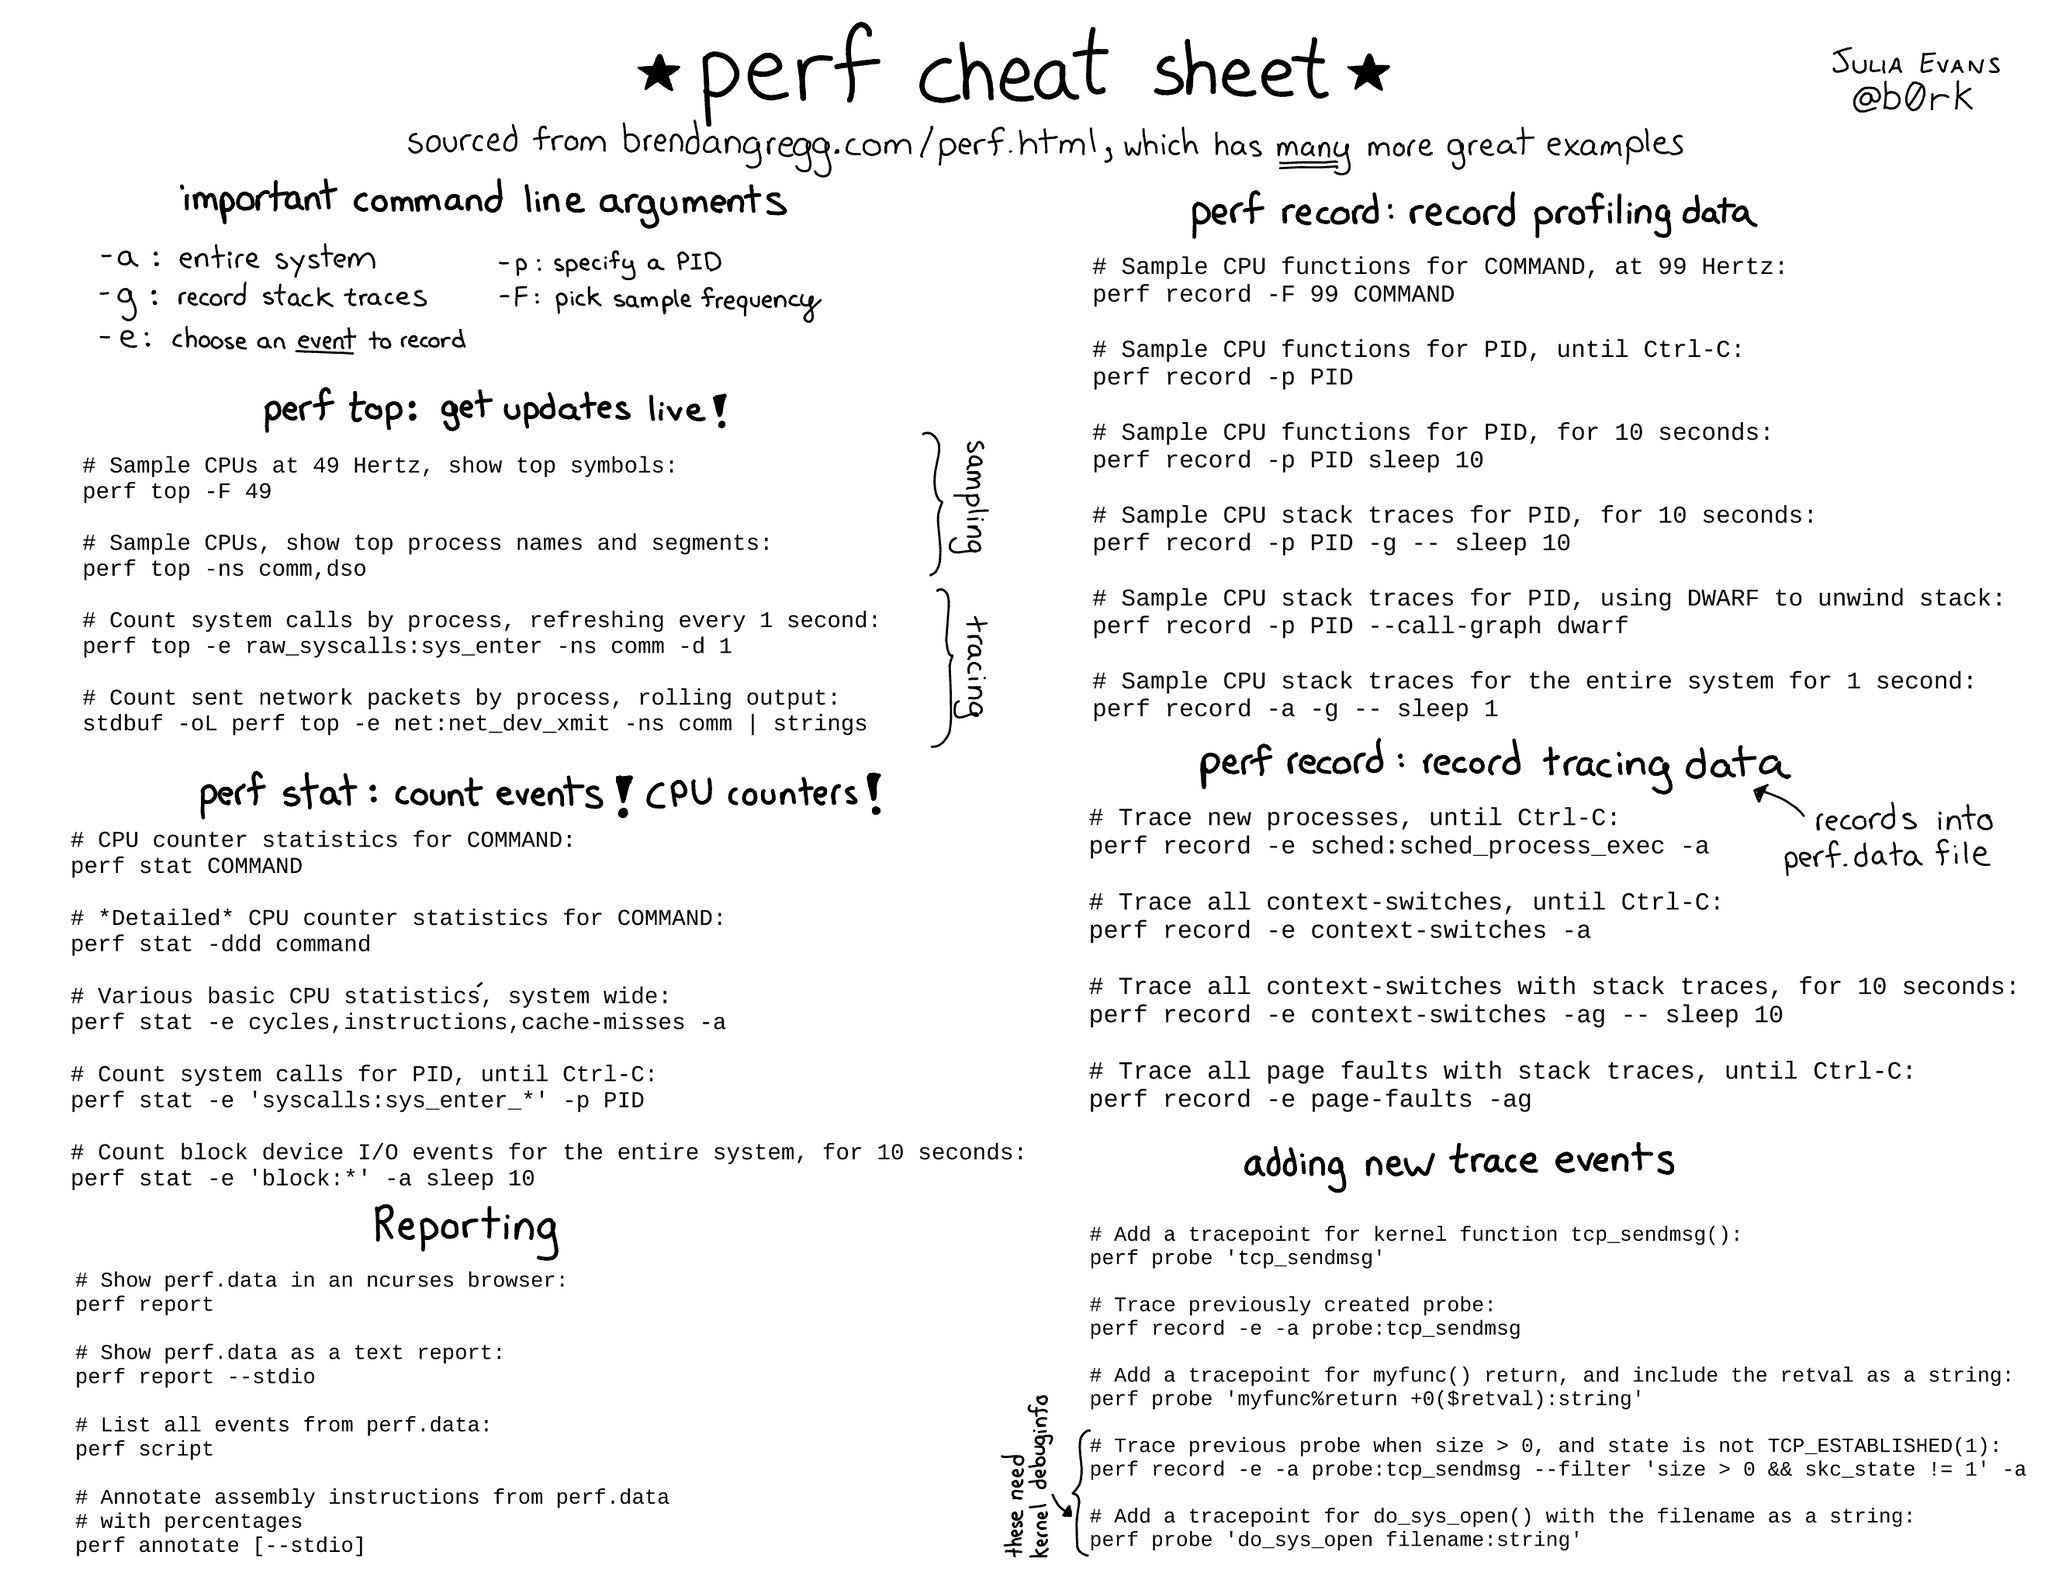 ★ perf cheat sheet ★
JULIA EVANS
@b0rk
sourced from brendangregg.com/perf.html, which has many more great examples
important command line arguments
-a : entire system
-g : record stack traces
-e : choose an event to record
-p : specify a PID
-F : pick sample frequency
perf top: get updates live!
# Sample CPUs at 49 Hertz, show top symbols:
perf top -F 49
# Sample CPUs, show top process names and segments:
perf top -ns comm,dso
sampling
# Count system calls by process, refreshing every 1 second:
perf top -e raw_syscalls:sys_enter -ns comm -d 1
# Count sent network packets by process, rolling output:
stdbuf -oL perf top -e net:net_dev_xmit -ns comm | strings
tracing
perf stat: count events! CPU counters!
# CPU counter statistics for COMMAND:
perf stat COMMAND
# *Detailed* CPU counter statistics for COMMAND:
perf stat -ddd command
# Various basic CPU statistics, system wide:
perf stat -e cycles,instructions,cache-misses -a
# Count system calls for PID, until Ctrl-C:
perf stat -e 'syscalls:sys_enter_*' -p PID
# Count block device I/O events for the entire system, for 10 seconds:
perf stat -e 'block:*' -a sleep 10
Reporting
# Show perf.data in an ncurses browser:
perf report
# Show perf.data as a text report:
perf report --stdio
# List all events from perf.data:
perf script
# Annotate assembly instructions from perf.data
# with percentages
perf annotate [--stdio]
perf record: record profiling data
# Sample CPU functions for COMMAND, at 99 Hertz:
perf record -F 99 COMMAND
# Sample CPU functions for PID, until Ctrl-C:
perf record -p PID
# Sample CPU functions for PID, for 10 seconds:
perf record -p PID sleep 10
# Sample CPU stack traces for PID, for 10 seconds:
perf record -p PID -g -- sleep 10
# Sample CPU stack traces for PID, using DWARF to unwind stack:
perf record -p PID --call-graph dwarf
# Sample CPU stack traces for the entire system for 1 second:
perf record -a -g -- sleep 1
perf record: record tracing data
records into
perf.data file
# Trace new processes, until Ctrl-C:
perf record -e sched:sched_process_exec -a
# Trace all context-switches, until Ctrl-C:
perf record -e context-switches -a
# Trace all context-switches with stack traces, for 10 seconds:
perf record -e context-switches -ag -- sleep 10
# Trace all page faults with stack traces, until Ctrl-C:
perf record -e page-faults -ag
adding new trace events
# Add a tracepoint for kernel function tcp_sendmsg():
perf probe 'tcp_sendmsg'
# Trace previously created probe:
perf record -e -a probe:tcp_sendmsg
# Add a tracepoint for myfunc() return, and include the retval as a string:
perf probe 'myfunc%return +0($retval):string'
these need
kernel debuginfo
# Trace previous probe when size > 0, and state is not TCP_ESTABLISHED(1):
perf record -e -a probe:tcp_sendmsg --filter 'size > 0 && skc_state != 1' -a
# Add a tracepoint for do_sys_open() with the filename as a string:
perf probe 'do_sys_open filename:string'